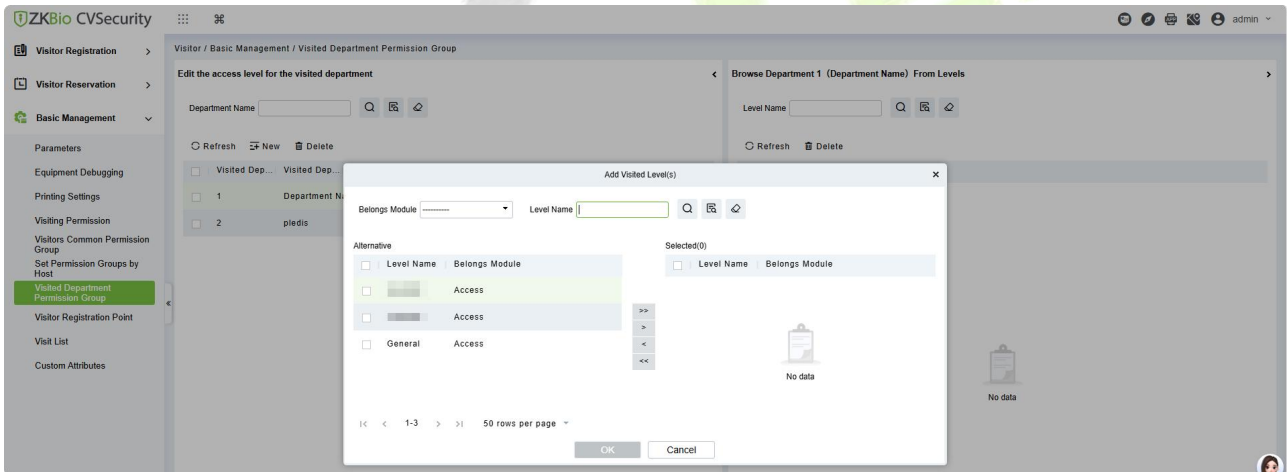 ZKBio CVSecurity
admin
Visitor Registration
Visitor Reservation
Basic Management
Parameters
Equipment Debugging
Printing Settings
Visiting Permission
Visitors Common Permission
Group
Set Permission Groups by
Host
Visited Department
Permission Group
Visitor Registration Point
Visit List
Custom Attributes
Visitor / Basic Management / Visited Department Permission Group
Edit the access level for the visited department
Department Name
Refresh New Delete
Visited Dep... Visited Dep...
1 Department Na
2 pledis
Browse Department 1 (Department Name) From Levels
Level Name
Refresh Delete
No data
Add Visited Level(s)
Belongs Module ---------- Level Name
Alternative
Level Name Belongs Module
Access
Access
General Access
>>
>
<
<<
Selected(0)
Level Name Belongs Module
No data
1-3 50 rows per page
OK Cancel